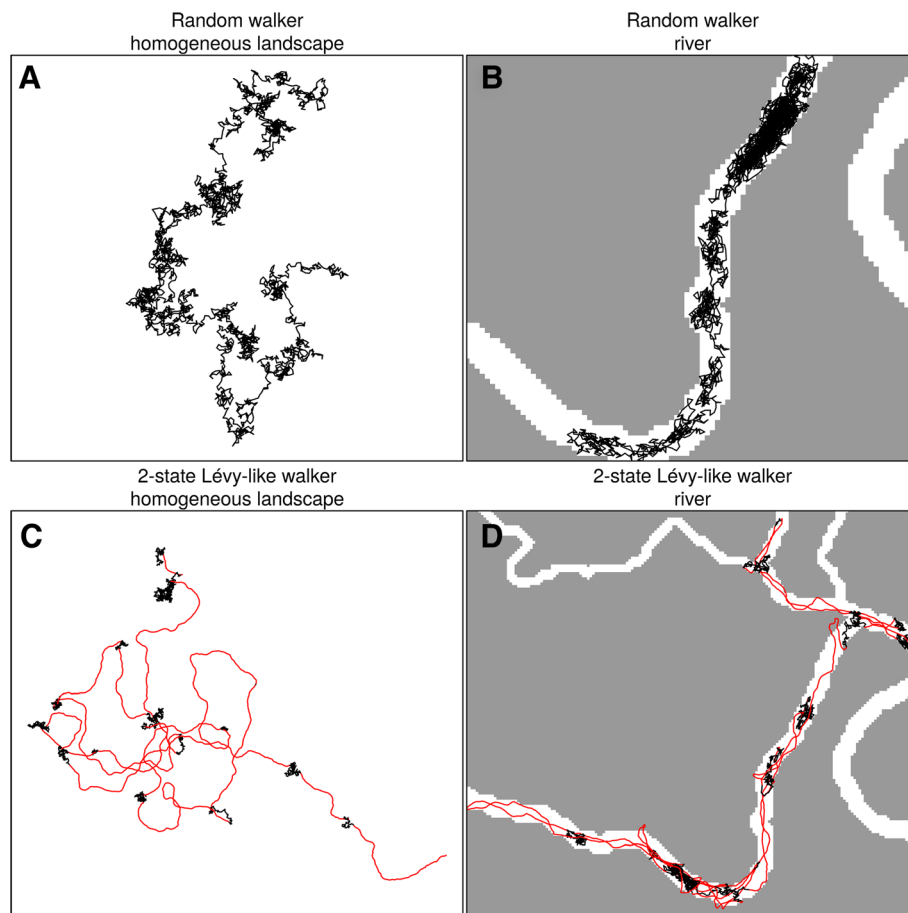 Random walker
homogeneous landscape
Random walker
river
A
B
2-state Lévy-like walker
homogeneous landscape
2-state Lévy-like walker
river
C
D